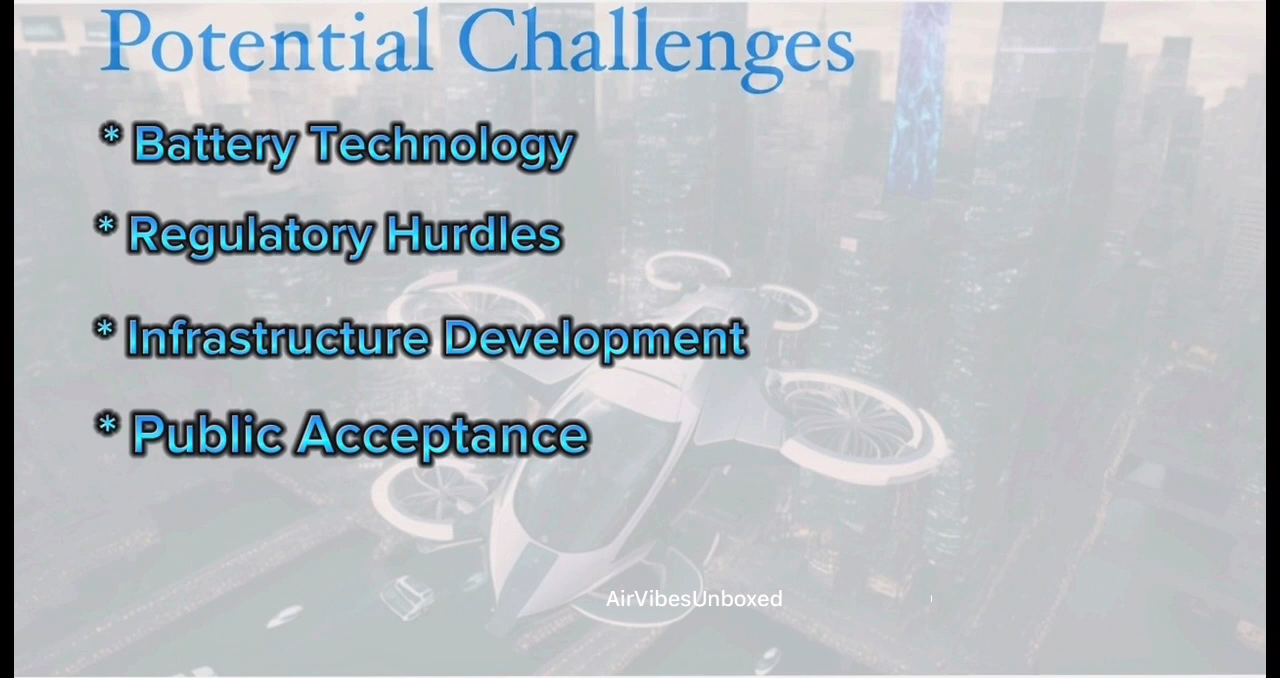 Potential Challenges
* Battery Technology
* Regulatory Hurdles
* Infrastructure Development
* Public Acceptance
AirVibesUnboxed